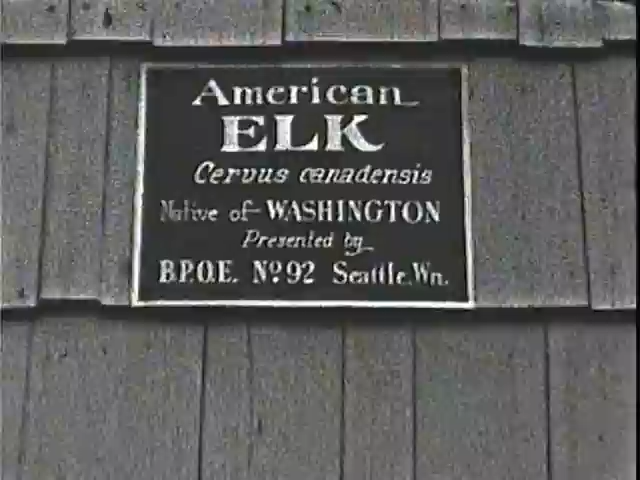 American
ELK
Cervus canadensis
Native of WASHINGTON
Presented by
B.P.O.E. No 92 Seattle, Wn.